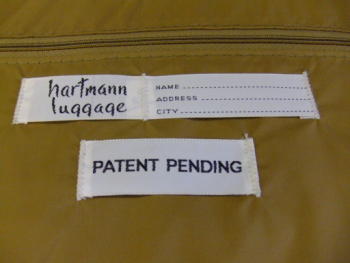 hartmann
luggage
NAME
ADDRESS
CITY
PATENT PENDING